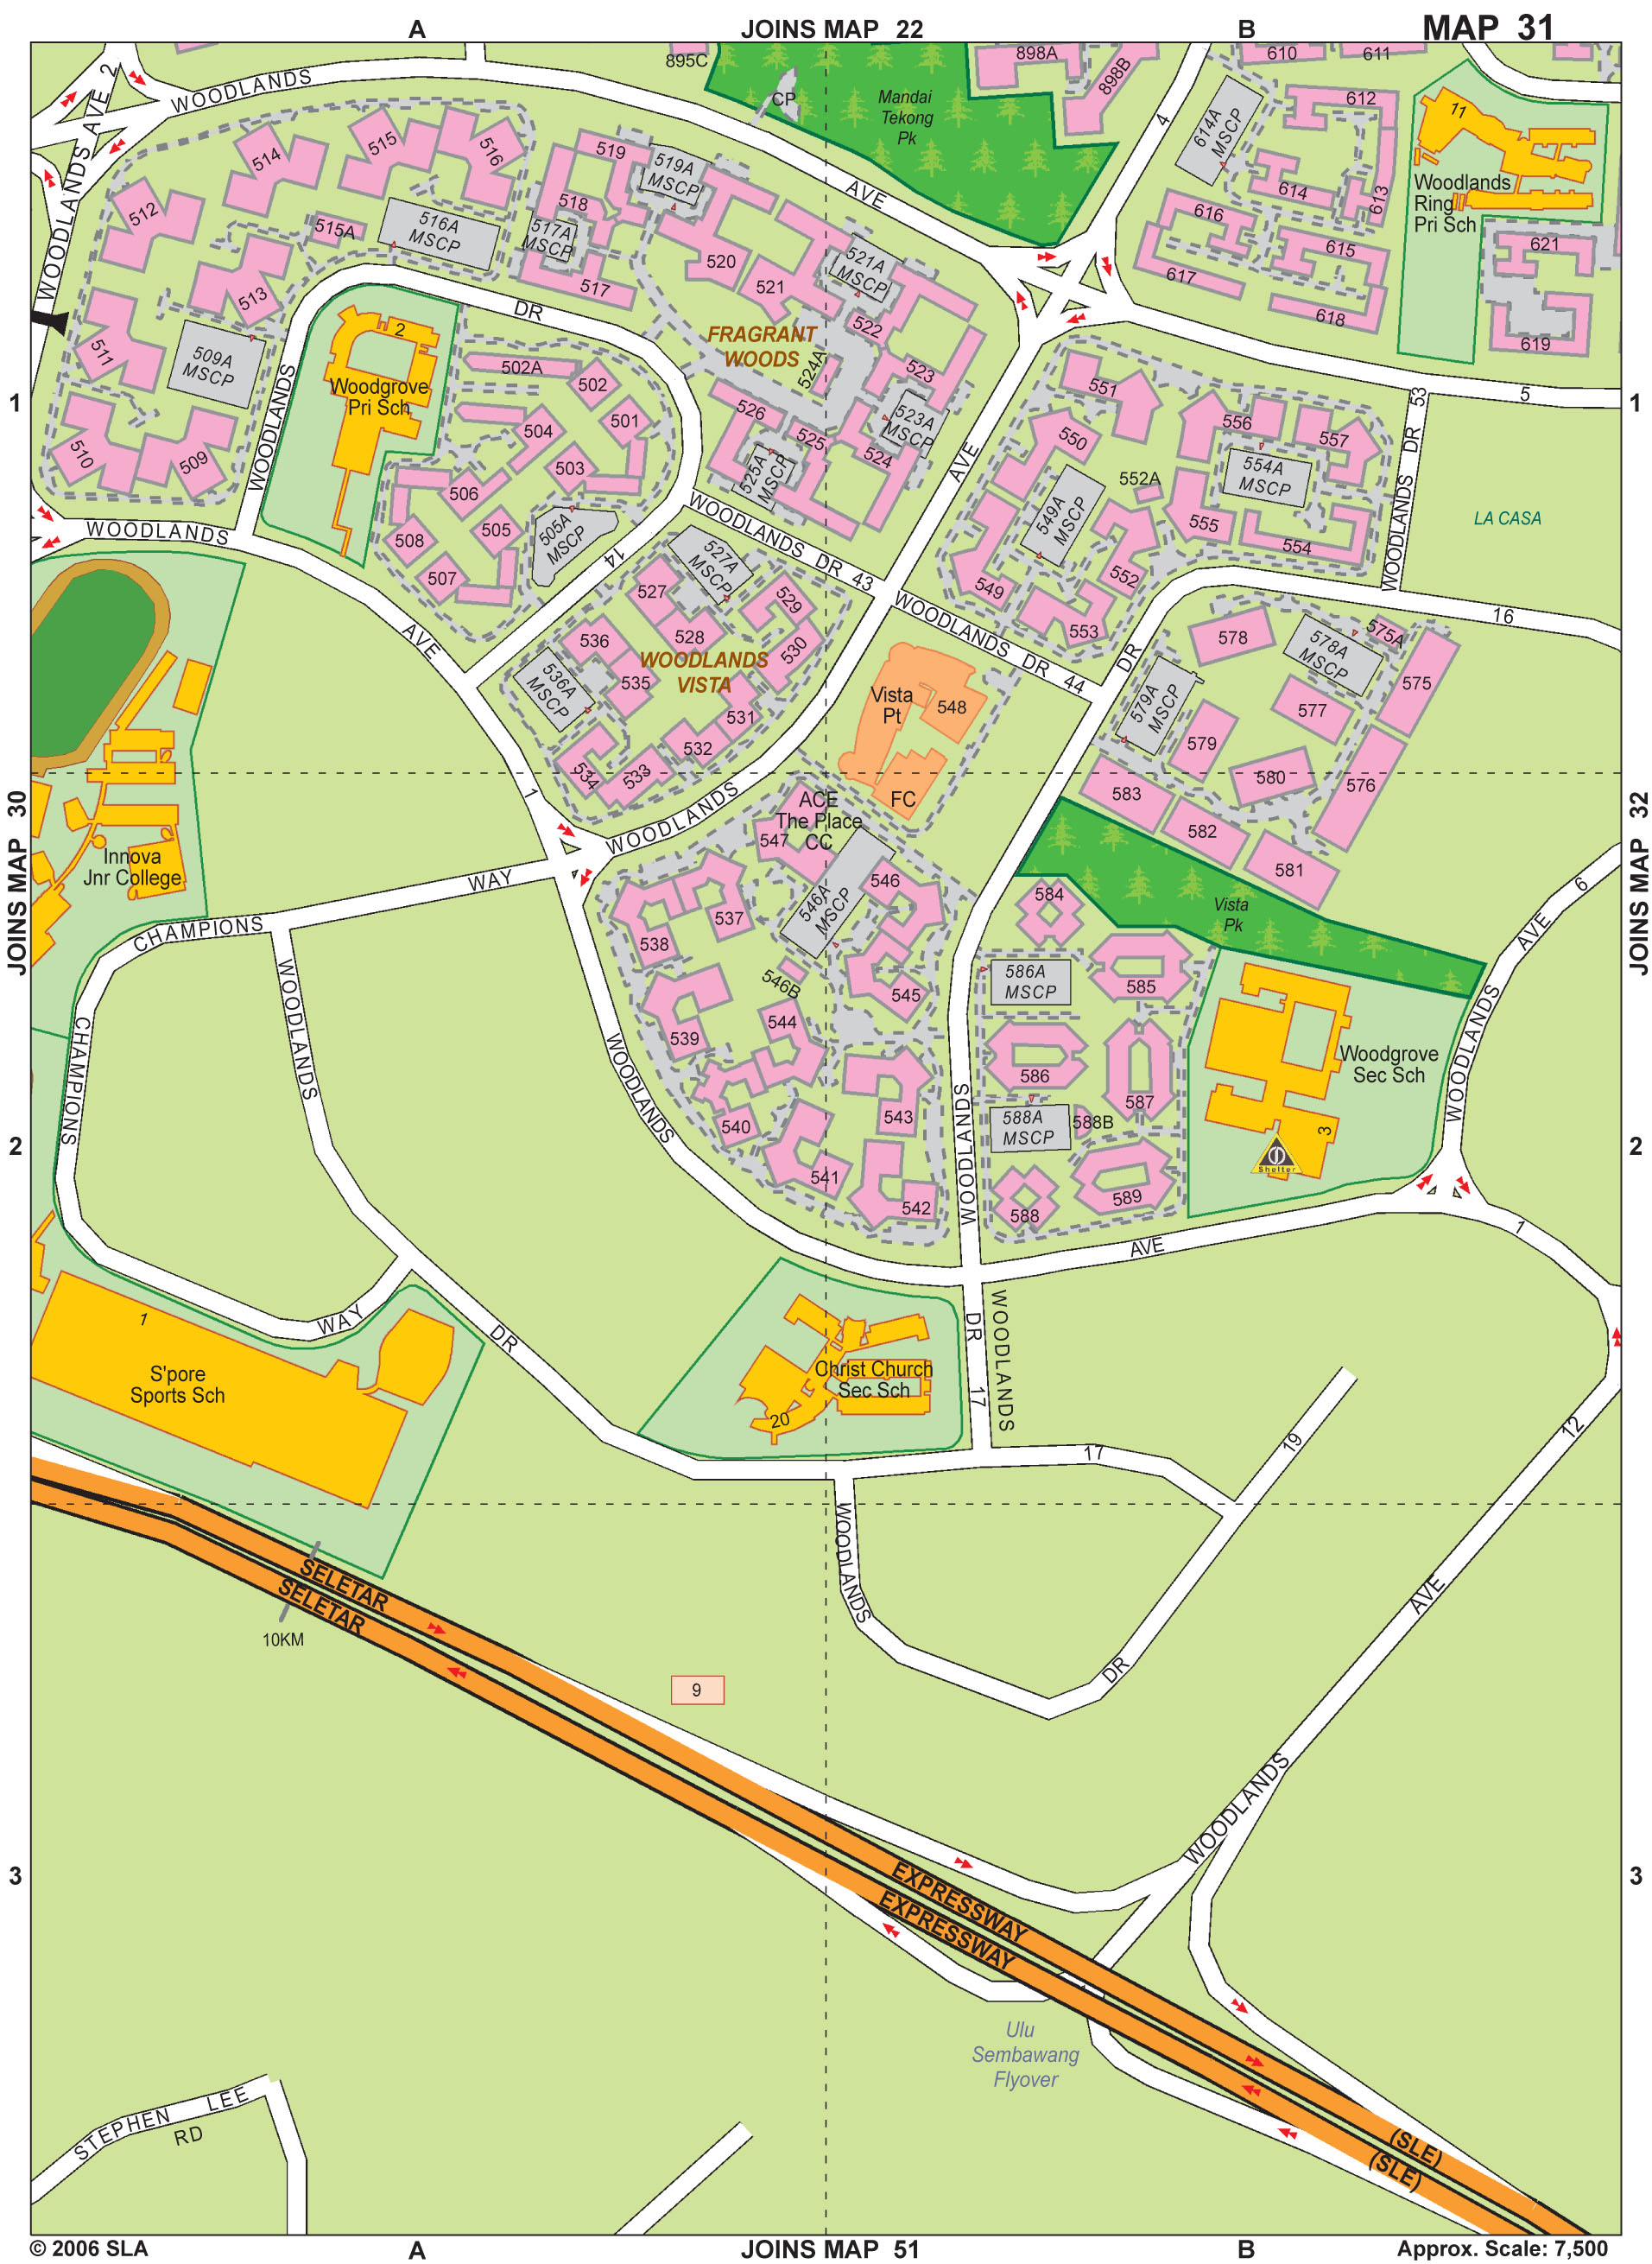 A
JOINS MAP 22
B
MAP 31
895C
898A
898B
610
611
WOODLANDS
AVE
WOODLANDS AVE 2
CP
Mandai
Tekong
Pk
4
614A
MSCP
612
11
Woodlands
Ring
Pri Sch
514
515
516
519
519A
MSCP
614
613
512
515A
516A
MSCP
518
517A
MSCP
616
615
621
WOODLANDS
513
517
520
521
521A
MSCP
617
618
619
511
509A
MSCP
2
Woodgrove
Pri Sch
DR
FRAGRANT
WOODS
524A
522
523
523A
MSCP
1
502A
502
501
504
503
526
525
524
525A
MSCP
AVE
551
550
556
557
53
5
1
510
509
WOODLANDS
506
505
505A
MSCP
552A
554A
MSCP
555
554
WOODLANDS DR
LA CASA
WOODLANDS
508
507
14
WOODLANDS DR 43
549A
MSCP
549
552
553
527A
MSCP
527
528
529
530
WOODLANDS DR 44
DR
16
AVE
536
536A
MSCP
535
WOODLANDS
VISTA
531
532
533
534
Vista
Pt
548
FC
578
578A
MSCP
575A
575
579A
MSCP
579
577
580
576
583
582
581
JOINS MAP 30
JOINS MAP 32
Innova
Jnr College
1
WOODLANDS
ACE
The Place
CC
547
546A
MSCP
546
WAY
CHAMPIONS
538
537
584
Vista
Pk
6
AVE
WOODLANDS
546B
545
586A
MSCP
585
539
544
586
587
Woodgrove
Sec Sch
3
Shelter
CHAMPIONS
WOODLANDS
WOODLANDS
540
543
588A
MSCP
588B
WOODLANDS
2
2
541
542
588
589
AVE
1
WAY
DR
1
S'pore
Sports Sch
DR
WOODLANDS
Christ Church
Sec Sch
20
17
17
19
12
WOODLANDS
AVE
SELETAR
SELETAR
10KM
9
DR
WOODLANDS
3
3
EXPRESSWAY
EXPRESSWAY
Ulu
Sembawang
Flyover
STEPHEN LEE
RD
(SLE)
(SLE)
© 2006 SLA
A
JOINS MAP 51
B
Approx. Scale: 7,500